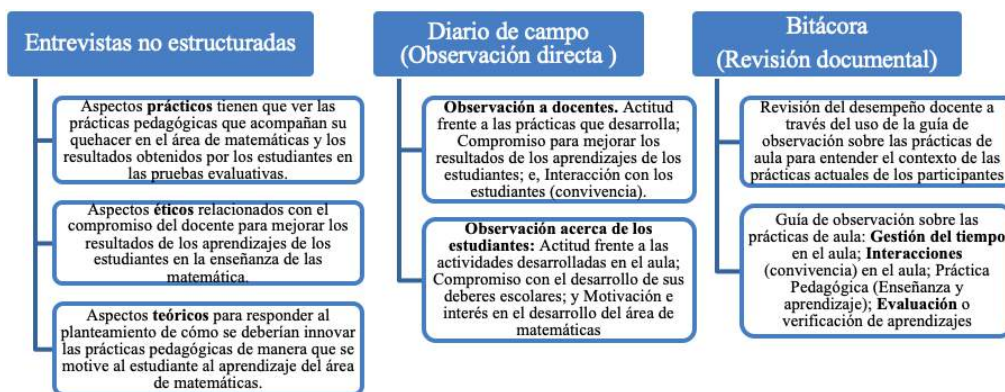 Entrevistas no estructuradas
Aspectos prácticos tienen que ver las
prácticas pedagógicas que acompañan su
quehacer en el área de matemáticas y los
resultados obtenidos por los estudiantes en
las pruebas evaluativas.
Aspectos éticos relacionados con el
compromiso del docente para mejorar los
resultados de los aprendizajes de los
estudiantes en la enseñanza de las
matemática.
Aspectos teóricos para responder al
planteamiento de cómo se deberían innovar
las prácticas pedagógicas de manera que se
motive al estudiante al aprendizaje del área
de matemáticas.
Diario de campo
(Observación directa )
Observación a docentes. Actitud
frente a las prácticas que desarrolla;
Compromiso para mejorar los
resultados de los aprendizajes de los
estudiantes; e, Interacción con los
estudiantes (convivencia).
Observación acerca de los
estudiantes: Actitud frente a las
actividades desarrolladas en el aula;
Compromiso con el desarrollo de sus
deberes escolares; y Motivación e
interés en el desarrollo del área de
matemáticas
Bitácora
(Revisión documental)
Revisión del desempeño docente a
través del uso de la guía de
observación sobre las prácticas de
aula para entender el contexto de las
prácticas actuales de los participantes
Guía de observación sobre las
prácticas de aula: Gestión del tiempo
en el aula; Interacciones
(convivencia) en el aula; Práctica
Pedagógica (Enseñanza y
aprendizaje); Evaluación o
verificación de aprendizajes